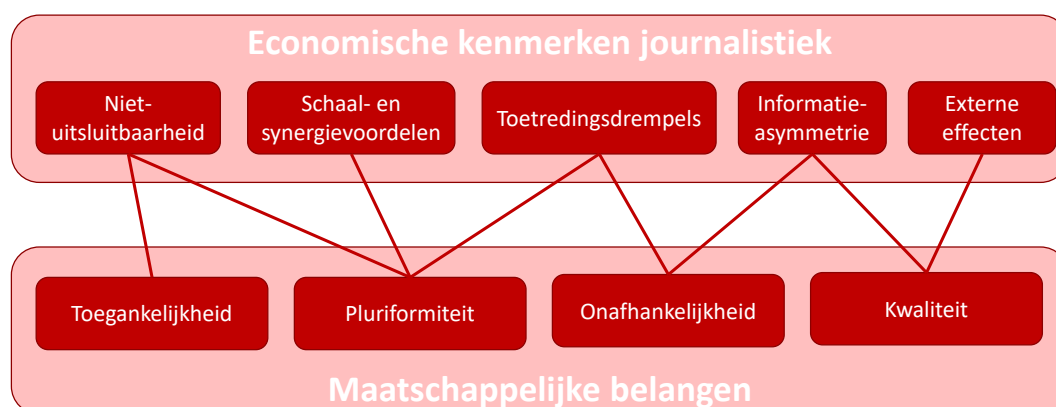 Economische kenmerken journalistiek
Niet-
uitsluitbaarheid
Schaal- en
synergievoordelen
Toetredingsdrempels
Informatie-
asymmetrie
Externe
effecten
Toegankelijkheid
Pluriformiteit
Onafhankelijkheid
Kwaliteit
Maatschappelijke belangen